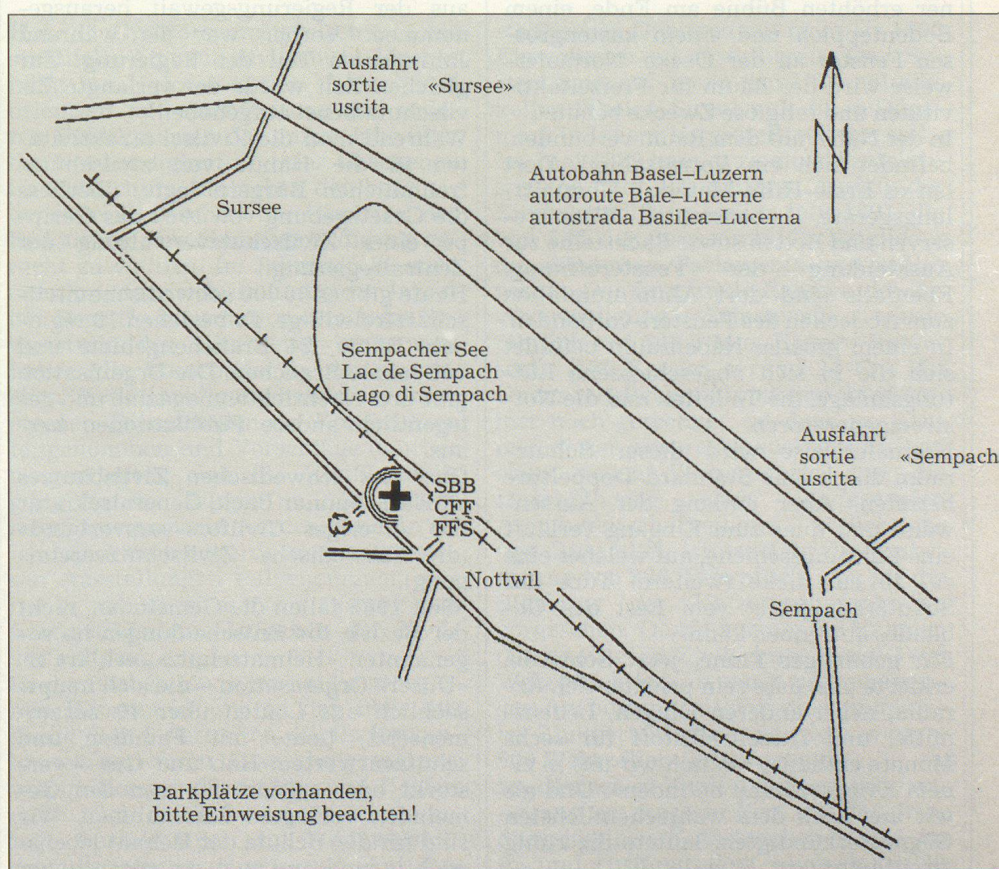 Ausfahrt
sortie «Sursee»
uscita
N
Autobahn Basel–Luzern
autoroute Bâle–Lucerne
autostrada Basilea–Lucerna
Sursee
Sempacher See
Lac de Sempach
Lago di Sempach
Ausfahrt
sortie «Sempach
uscita
SBB
CFF
FFS
Nottwil
Sempach
Parkplätze vorhanden,
bitte Einweisung beachten!